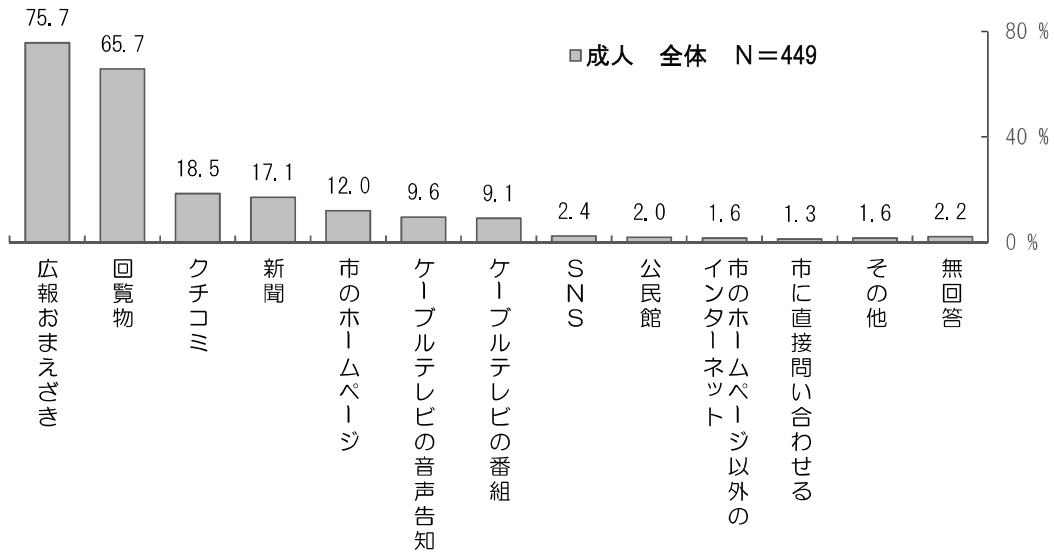 75.7
65.7
18.5
17.1
12.0
9.6
9.1
2.4
2.0
1.6
1.3
1.6
2.2
■成人　全体　N＝449
80 %
40 %
0 %
広報おまえざき
回覧物
クチコミ
新聞
市のホームページ
ケーブルテレビの音声告知
ケーブルテレビの番組
SNS
公民館
市のホームページ以外の
インターネット
市に直接問い合わせる
その他
無回答